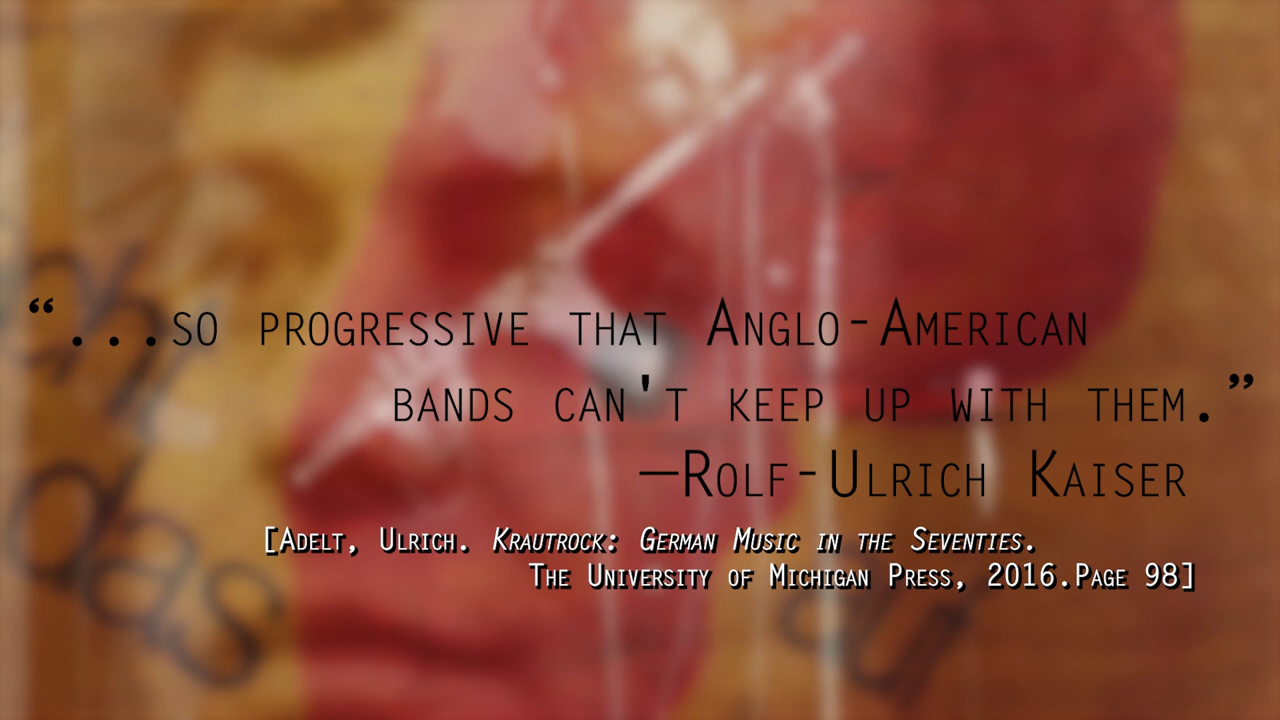 “...so progressive that Anglo-American
bands can't keep up with them.”
—Rolf-Ulrich Kaiser
[Adelt, Ulrich. Krautrock: German Music in the Seventies.
The University of Michigan Press, 2016.Page 98]
das